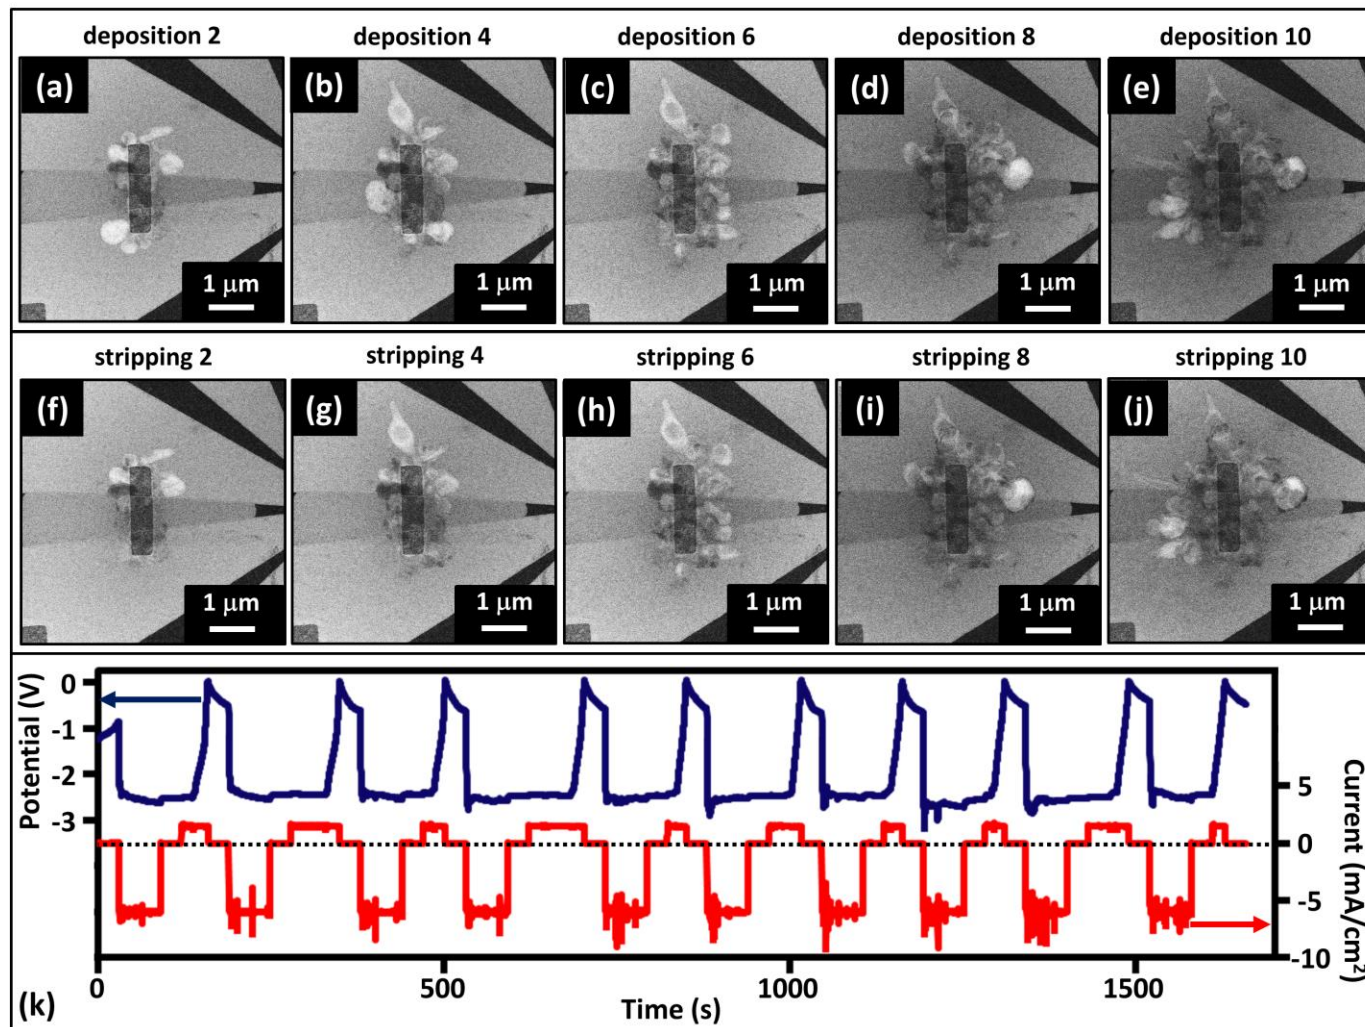 deposition 2 deposition 4 deposition 6 deposition 8 deposition 10
(a) (b) (c) (d) (e)
1 μm 1 μm 1 μm 1 μm 1 μm
stripping 2 stripping 4 stripping 6 stripping 8 stripping 10
(f) (g) (h) (i) (j)
1 μm 1 μm 1 μm 1 μm 1 μm
Potential (V)
0
-1
-2
-3
Current (mA/cm²)
5
0
-5
-10
0 500 1000 1500
Time (s)
(k)